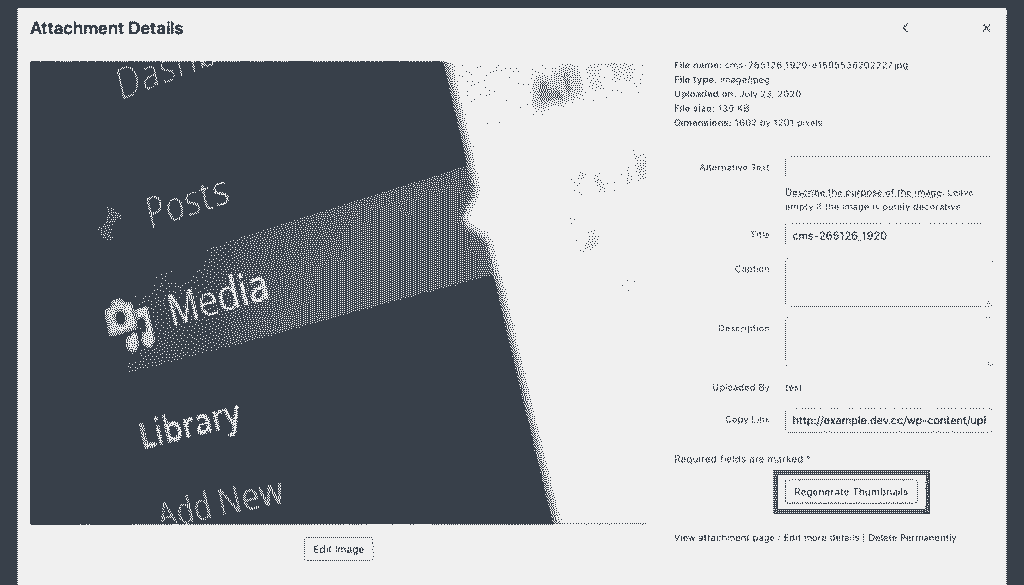 Attachment Details
Dashb
Posts
Media
Library
Add New
Edit Image
File name: cms-265126_1920-e1595536202227.jpg
File type: image/jpeg
Uploaded on: July 23, 2020
File size: 135 KB
Dimensions: 1602 by 1201 pixels
Alternative Text
Describe the purpose of the image. Leave
empty if the image is purely decorative.
Title
cms-265126_1920
Caption
Description
Uploaded By
test
Copy Link
http://example.dev.cc/wp-content/upl
Required fields are marked *
Regenerate Thumbnails
View attachment page | Edit more details | Delete Permanently